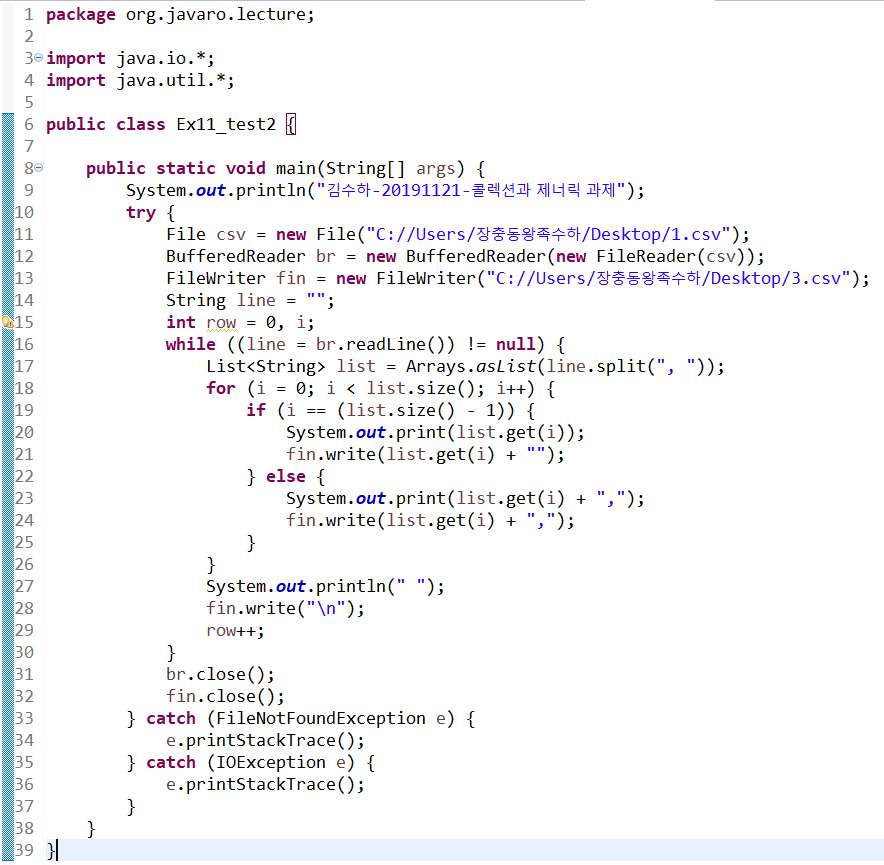 1 package org.javaro.lecture;
2
3 import java.io.*;
4 import java.util.*;
5
6 public class Ex11_test2 {
7
8     public static void main(String[] args) {
9         System.out.println("김수하-20191121-콜렉션과 제너릭 과제");
10         try {
11             File csv = new File("C://Users/장충동왕족수하/Desktop/1.csv");
12             BufferedReader br = new BufferedReader(new FileReader(csv));
13             FileWriter fin = new FileWriter("C://Users/장충동왕족수하/Desktop/3.csv");
14             String line = "";
15             int row = 0, i;
16             while ((line = br.readLine()) != null) {
17                 List<String> list = Arrays.asList(line.split(", "));
18                 for (i = 0; i < list.size(); i++) {
19                     if (i == (list.size() - 1)) {
20                         System.out.print(list.get(i));
21                         fin.write(list.get(i) + "");
22                     } else {
23                         System.out.print(list.get(i) + ",");
24                         fin.write(list.get(i) + ",");
25                     }
26                 }
27                 System.out.println(" ");
28                 fin.write("\n");
29                 row++;
30             }
31             br.close();
32             fin.close();
33         } catch (FileNotFoundException e) {
34             e.printStackTrace();
35         } catch (IOException e) {
36             e.printStackTrace();
37         }
38     }
39 }